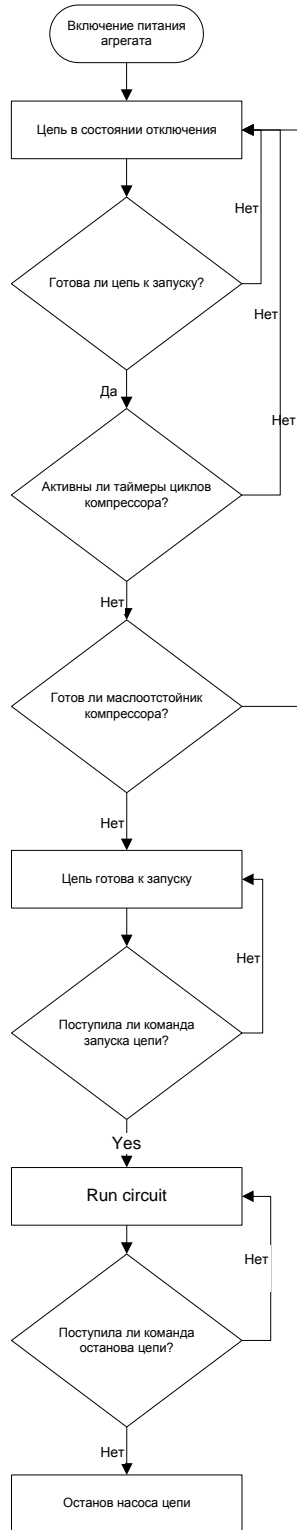 Включение питания
агрегата
Цепь в состоянии отключения
Нет
Готова ли цепь к запуску?
Нет
Да
Нет
Активны ли таймеры циклов
компрессора?
Нет
Готов ли маслоотстойник
компрессора?
Нет
Цепь готова к запуску
Нет
Поступила ли команда
запуска цепи?
Yes
Run circuit
Нет
Поступила ли команда
останова цепи?
Нет
Останов насоса цепи